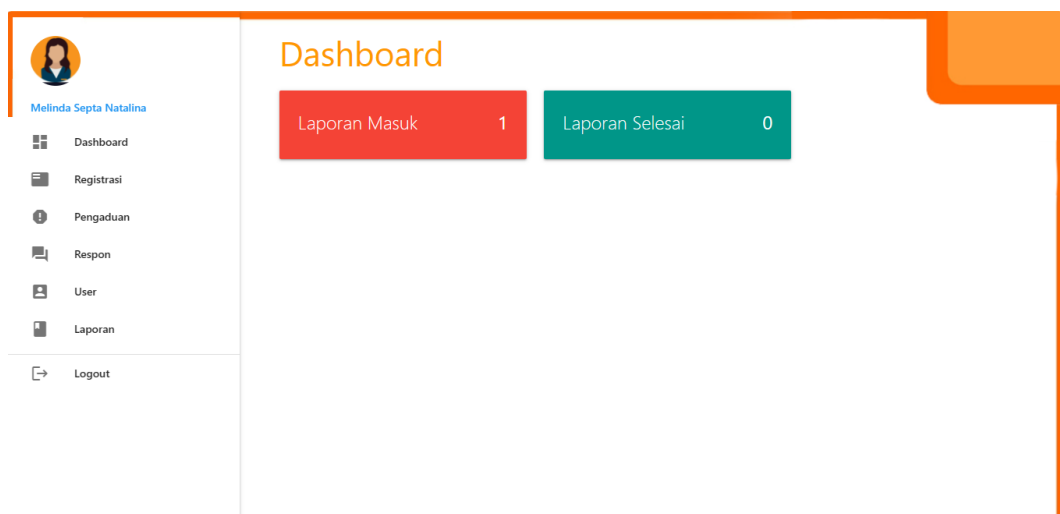 Melinda Septa Natalina
Dashboard
Registrasi
Pengaduan
Respon
User
Laporan
Logout
Dashboard
Laporan Masuk 1
Laporan Selesai 0